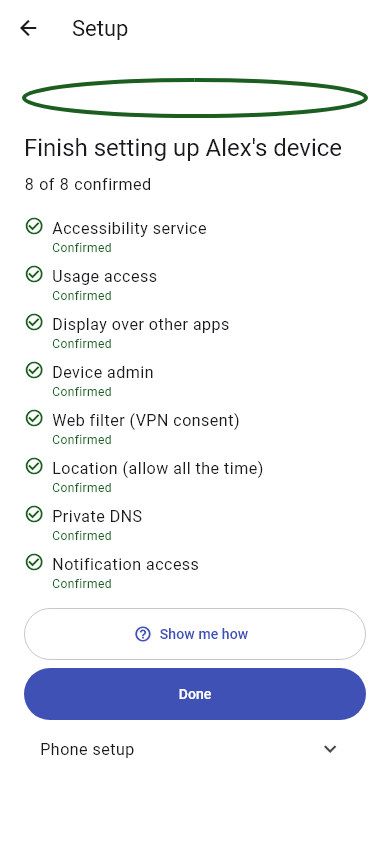 Setup
Finish setting up Alex's device
8 of 8 confirmed
Accessibility service
Confirmed
Usage access
Confirmed
Display over other apps
Confirmed
Device admin
Confirmed
Web filter (VPN consent)
Confirmed
Location (allow all the time)
Confirmed
Private DNS
Confirmed
Notification access
Confirmed
Show me how
Done
Phone setup